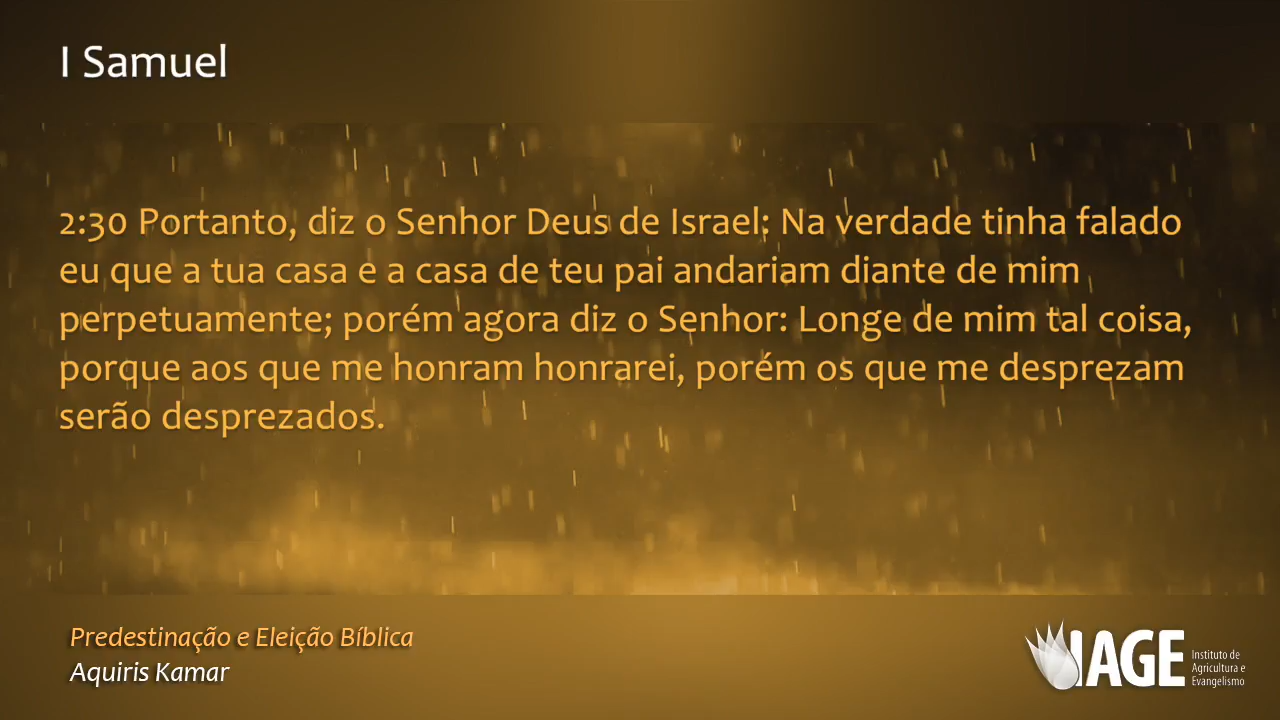 I Samuel
2:30 Portanto, diz o Senhor Deus de Israel: Na verdade tinha falado
eu que a tua casa e a casa de teu pai andariam diante de mim
perpetuamente; porém agora diz o Senhor: Longe de mim tal coisa,
porque aos que me honram honrarei, porém os que me desprezam
serão desprezados.
Predestinação e Eleição Bíblica
Aquiris Kamar
IAGE
Instituto de
Agricultura e
Evangelismo